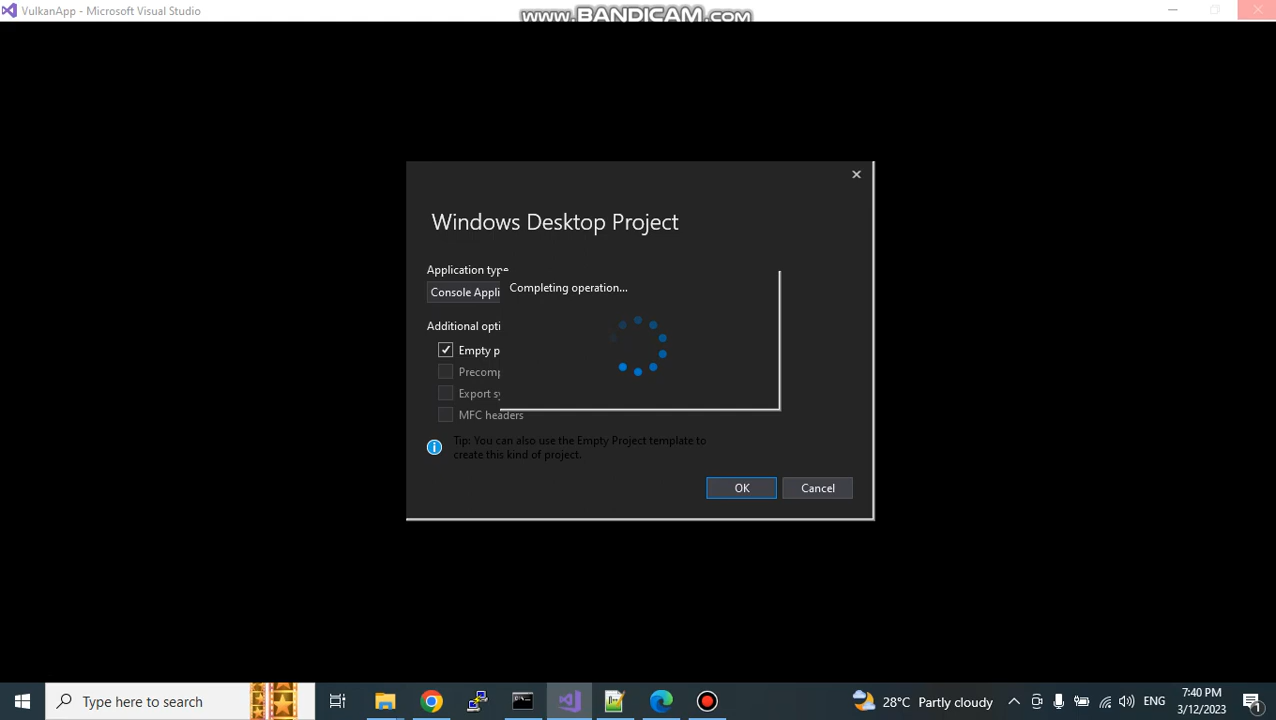 VulkanApp - Microsoft Visual Studio
www.BANDICAM.com
Windows Desktop Project
Application type
Completing operation...
Console Appli
Additional opti
Empty p
Precomp
Export sy
MFC headers
Tip: You can also use the Empty Project template to
create this kind of project.
OK
Cancel
Type here to search
28°C Partly cloudy
ENG
7:40 PM
3/12/2023
1